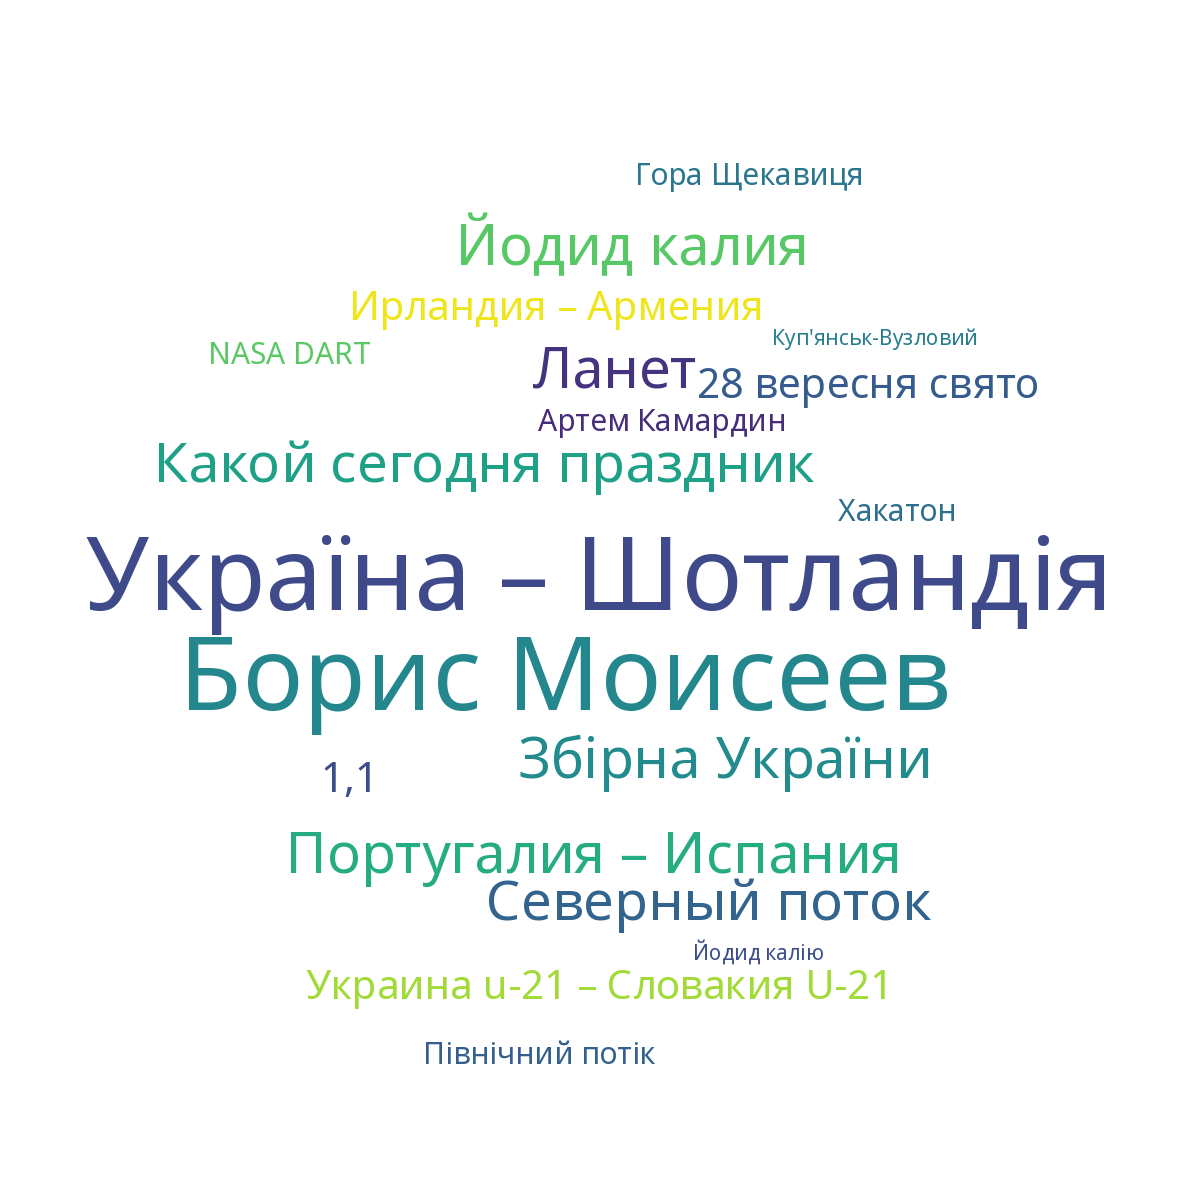 Гора Щекавиця
Йодид калия
Ирландия – Армения
NASA DART
Куп'янськ-Вузловий
Ланет
28 вересня свято
Артем Камардин
Какой сегодня праздник
Хакатон
Україна – Шотландія
Борис Моисеев
Збірна України
1,1
Португалия – Испания
Северный поток
Йодид калію
Украина u-21 – Словакия U-21
Північний потік